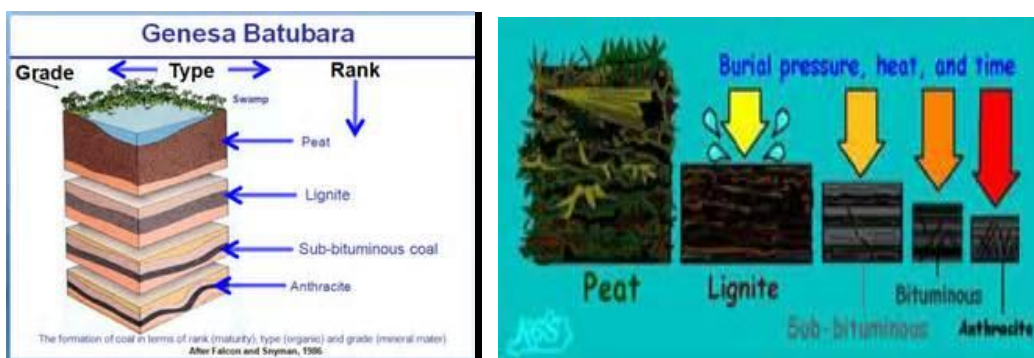 Genesa Batubara
Grade
Type
Rank
Swamp
Peat
Lignite
Sub-bituminous coal
Anthracite
The formation of coal in terms of rank (maturity), type (organic) and grade (mineral mater)
After Falcon and Snyman, 1986
Burial pressure, heat, and time
Peat
Lignite
Sub-bituminous
Bituminous
Anthracite